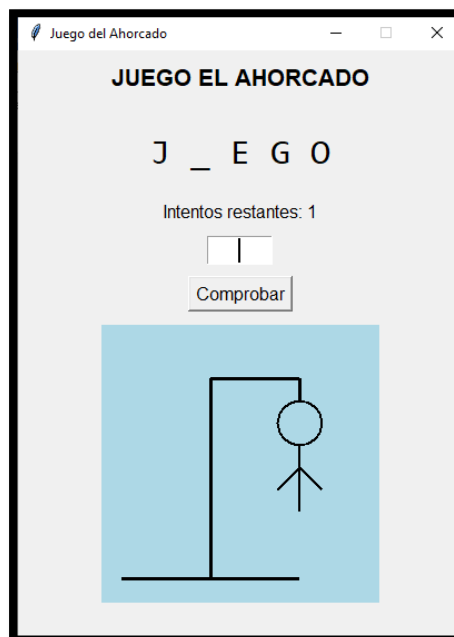 Juego del Ahorcado
JUEGO EL AHORCADO
J _ E G O
Intentos restantes: 1
Comprobar